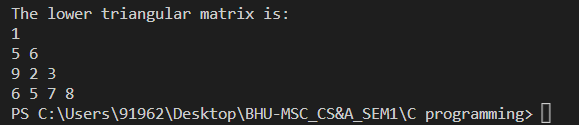 The lower triangular matrix is:
1
5 6
9 2 3
6 5 7 8
PS C:\Users\91962\Desktop\BHU-MSC_CS&A_SEM1\C programming>